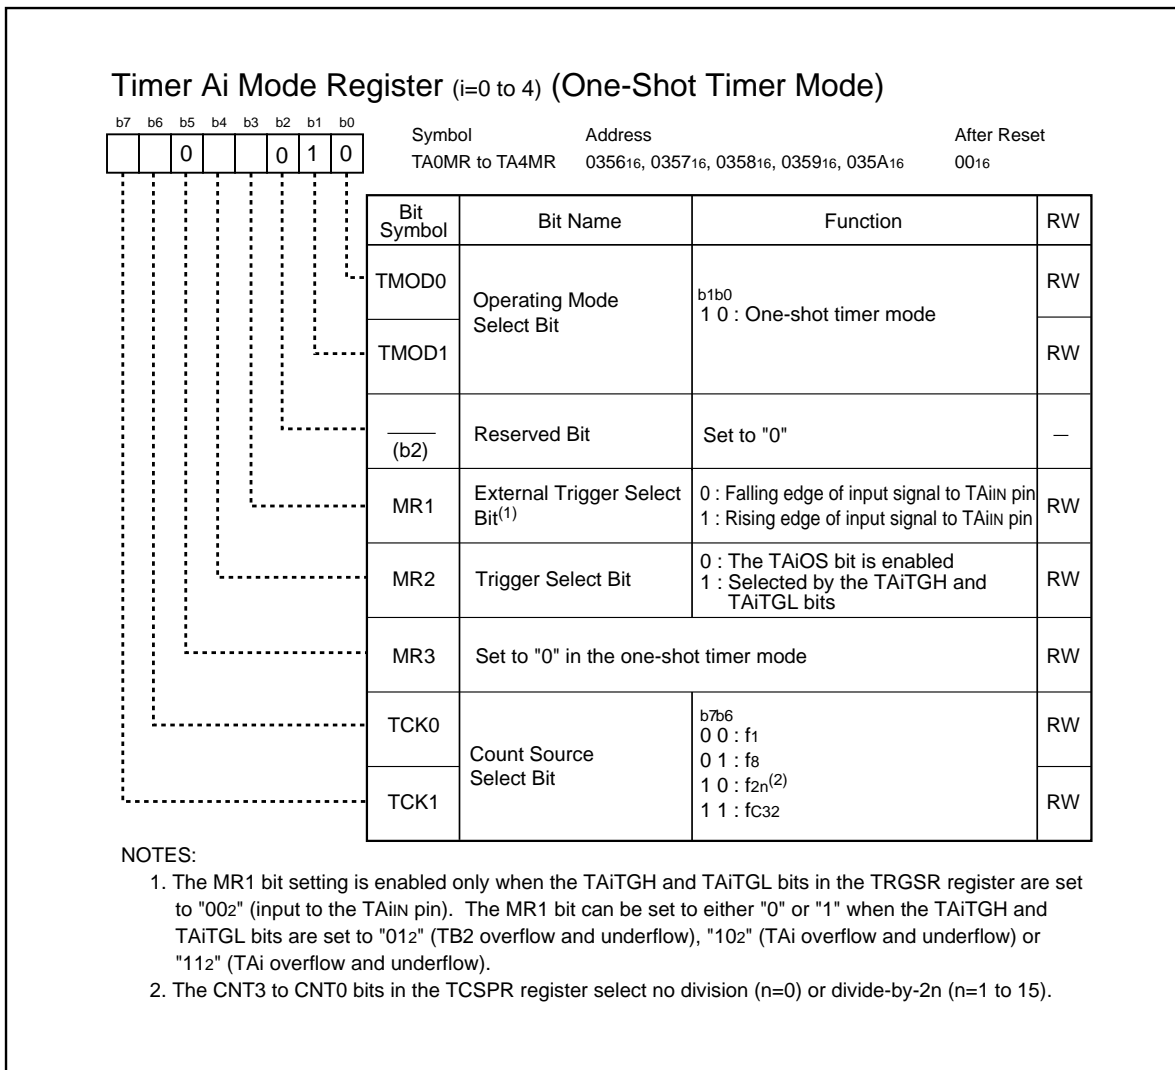 Timer Ai Mode Register (i=0 to 4) (One-Shot Timer Mode)
b7 b6 b5 b4 b3 b2 b1 b0
0 0 1 0
Symbol Address After Reset
TA0MR to TA4MR 035616, 035716, 035816, 035916, 035A16 0016
Bit Symbol Bit Name Function RW
TMOD0 RW
Operating Mode
Select Bit
b1b0
1 0 : One-shot timer mode
TMOD1 RW
(b2) Reserved Bit Set to "0" —
MR1
External Trigger Select
Bit(1)
0 : Falling edge of input signal to TAiIN pin
1 : Rising edge of input signal to TAiIN pin
RW
MR2 Trigger Select Bit
0 : The TAiOS bit is enabled
1 : Selected by the TAiTGH and
TAiTGL bits
RW
MR3 Set to "0" in the one-shot timer mode RW
TCK0 RW
Count Source
Select Bit
b7b6
0 0 : f1
0 1 : f8
1 0 : f2n(2)
1 1 : fC32
TCK1 RW
NOTES:
1. The MR1 bit setting is enabled only when the TAiTGH and TAiTGL bits in the TRGSR register are set
to "002" (input to the TAiIN pin). The MR1 bit can be set to either "0" or "1" when the TAiTGH and
TAiTGL bits are set to "012" (TB2 overflow and underflow), "102" (TAi overflow and underflow) or
"112" (TAi overflow and underflow).
2. The CNT3 to CNT0 bits in the TCSPR register select no division (n=0) or divide-by-2n (n=1 to 15).